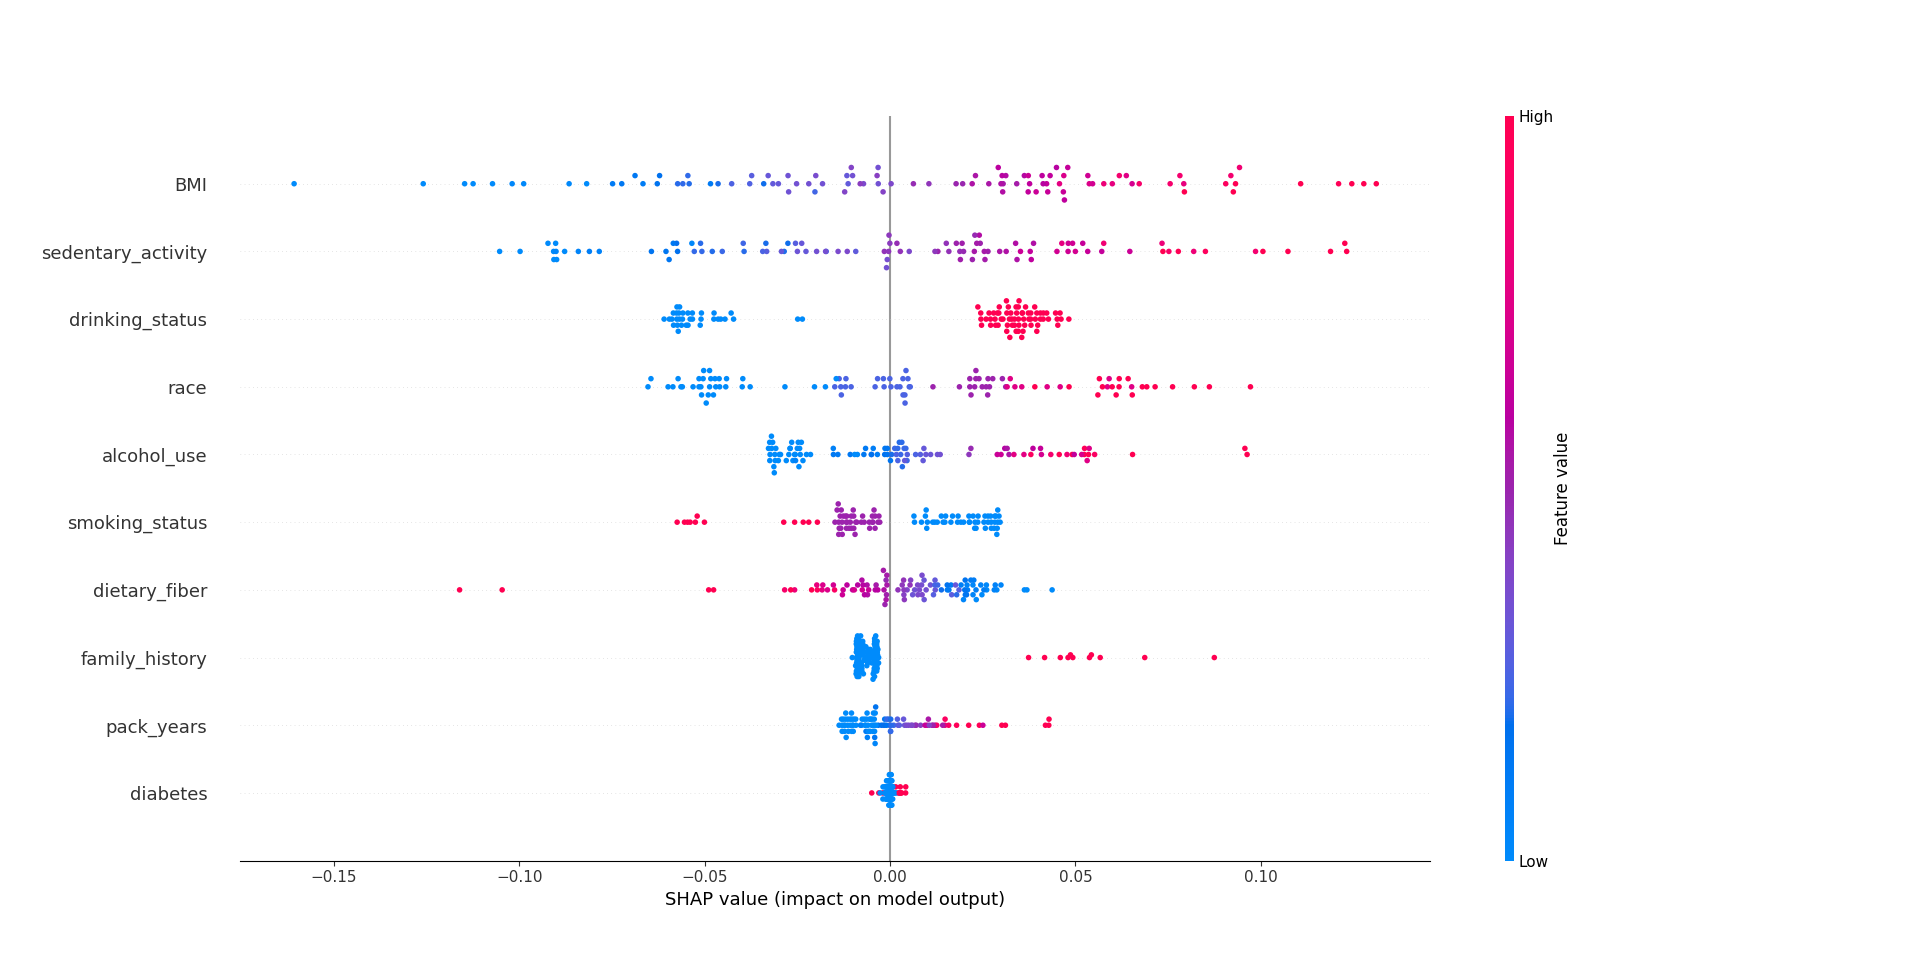 High
BMI
sedentary_activity
drinking_status
race
alcohol_use
smoking_status
dietary_fiber
family_history
pack_years
diabetes
Feature value
Low
−0.15 −0.10 −0.05 0.00 0.05 0.10
SHAP value (impact on model output)